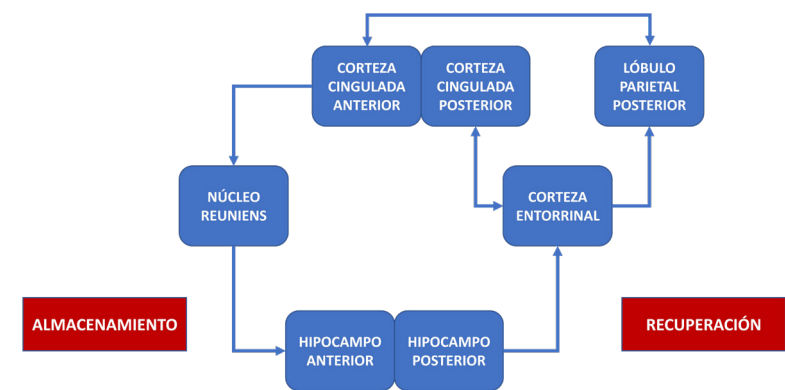 CORTEZA
CINGULADA
ANTERIOR
CORTEZA
CINGULADA
POSTERIOR
LÓBULO
PARIETAL
POSTERIOR
NÚCLEO
REUNIENS
CORTEZA
ENTORRINAL
ALMACENAMIENTO
RECUPERACIÓN
HIPOCAMPO
ANTERIOR
HIPOCAMPO
POSTERIOR